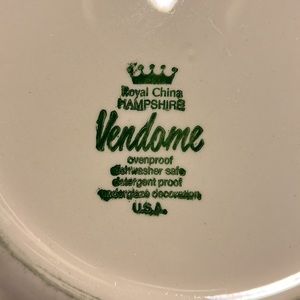 Royal China
HAMPSHIRE
Vendome
ovenproof
dishwasher safe
detergent proof
underglaze decoration
U.S.A.